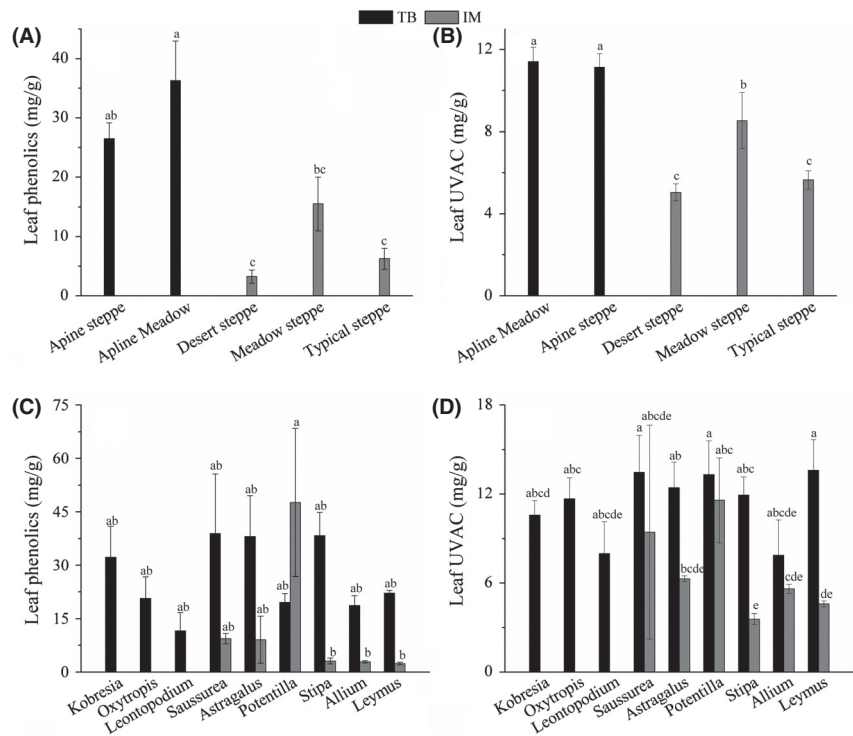 TB IM
(A)
Leaf phenolics (mg/g)
40
30
20
10
0
ab
a
c
bc
c
Apine steppe
Apline Meadow
Desert steppe
Meadow steppe
Typical steppe
(B)
Leaf UVAC (mg/g)
12
8
4
0
a
a
c
b
c
Apline Meadow
Apine steppe
Desert steppe
Meadow steppe
Typical steppe
(C)
Leaf phenolics (mg/g)
75
60
45
30
15
0
ab
ab
ab
ab
ab
ab
ab
ab
a
ab
b
ab
b
ab
b
Kobresia
Oxytropis
Leontopodium
Saussurea
Astragalus
Potentilla
Stipa
Allium
Leymus
(D)
Leaf UVAC (mg/g)
18
12
6
0
abcd
abc
abcde
a
abcde
ab
bcde
a
abc
abc
e
abcde
cde
a
de
Kobresia
Oxytropis
Leontopodium
Saussurea
Astragalus
Potentilla
Stipa
Allium
Leymus